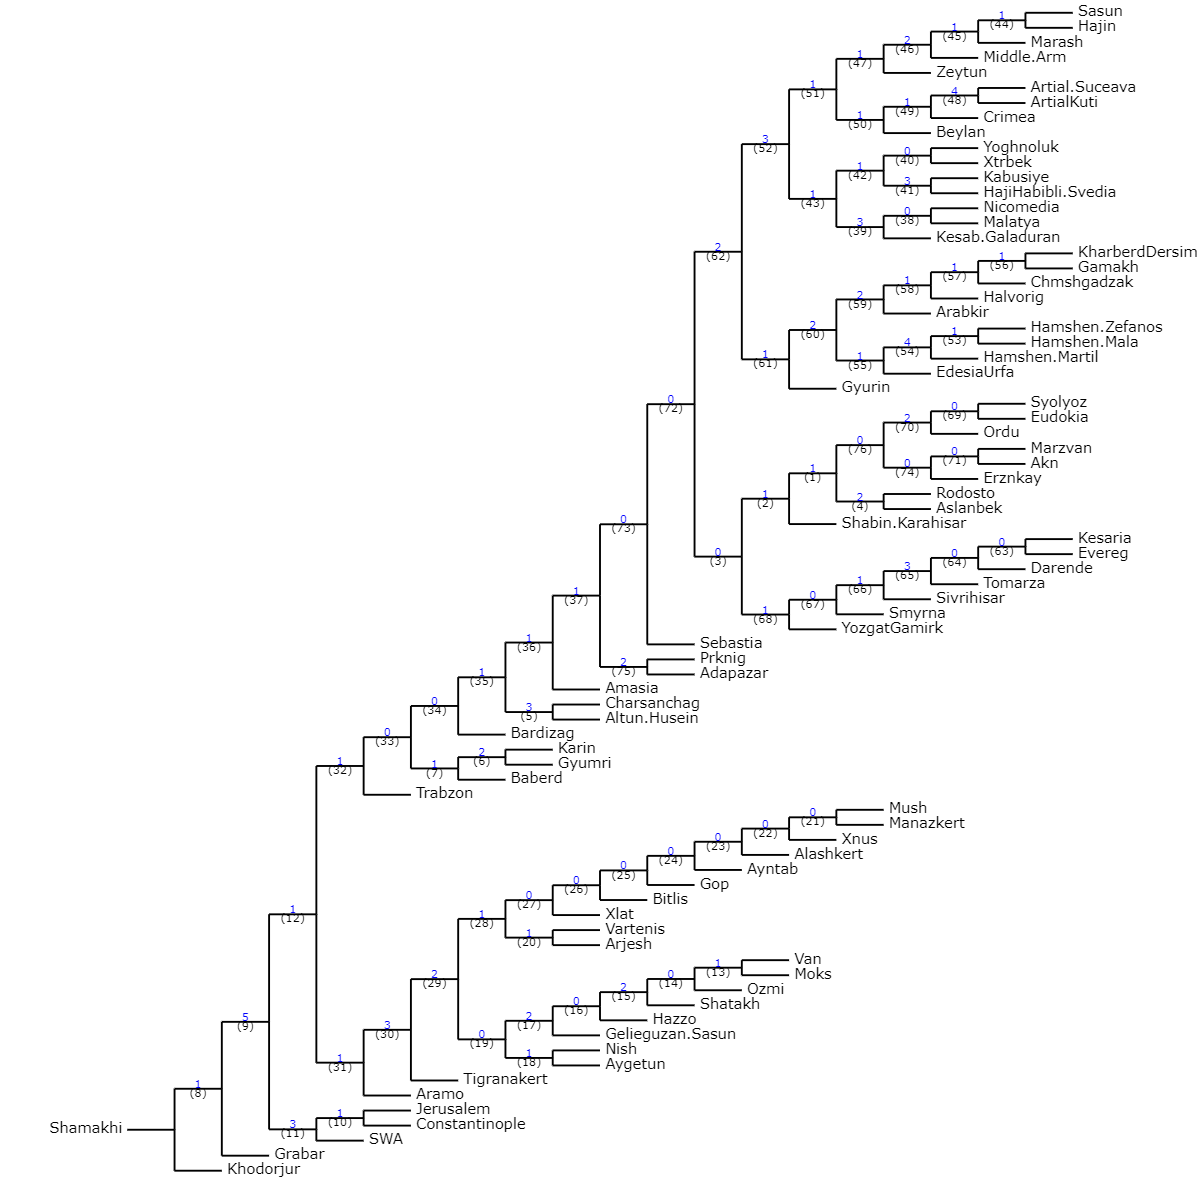 Sasun
1
(44)
Hajin
1
(45)
Marash
2
(46)
Middle.Arm
1
(47)
Zeytun
1
(51)
Artial.Suceava
4
(48)
ArtialKuti
1
(49)
Crimea
1
(50)
Beylan
3
(52)
Yoghnoluk
0
(40)
Xtrbek
1
(42)
Kabusiye
3
(41)
HajiHabibli.Svedia
1
(43)
Nicomedia
0
(38)
Malatya
3
(39)
Kesab.Galaduran
2
(62)
KharberdDersim
1
(56)
Gamakh
1
(57)
Chmshgadzak
1
(58)
Halvorig
2
(59)
Arabkir
2
(60)
Hamshen.Zefanos
1
(53)
Hamshen.Mala
4
(54)
Hamshen.Martil
1
(55)
EdesiaUrfa
1
(61)
Gyurin
0
(72)
Syolyoz
0
(69)
Eudokia
2
(70)
Ordu
0
(76)
Marzvan
0
(71)
Akn
0
(74)
Erznkay
1
(1)
Rodosto
2
(4)
Aslanbek
1
(2)
Shabin.Karahisar
0
(73)
Kesaria
0
(63)
Evereg
0
(64)
Darende
0
(3)
3
(65)
Tomarza
1
(66)
Sivrihisar
0
(67)
Smyrna
1
(68)
YozgatGamirk
1
(37)
Sebastia
1
(36)
Prknig
2
(75)
Adapazar
1
(35)
Amasia
0
(34)
Charsanchag
3
(5)
Altun.Husein
0
(33)
Bardizag
Karin
2
(6)
Gyumri
1
(7)
Baberd
1
(32)
Trabzon
Mush
0
(21)
Manazkert
0
(22)
Xnus
0
(23)
Alashkert
0
(24)
Ayntab
0
(25)
Gop
0
(26)
Bitlis
0
(27)
Xlat
1
(28)
Vartenis
1
(20)
Arjesh
1
(12)
Van
1
(13)
Moks
0
(14)
Ozmi
2
(29)
2
(15)
Shatakh
0
(16)
Hazzo
2
(17)
Gelieguzan.Sasun
5
(9)
3
(30)
0
(19)
Nish
1
(18)
Aygetun
1
(31)
Tigranakert
1
(8)
Aramo
Jerusalem
1
(10)
Constantinople
3
(11)
SWA
Shamakhi
Grabar
Khodorjur